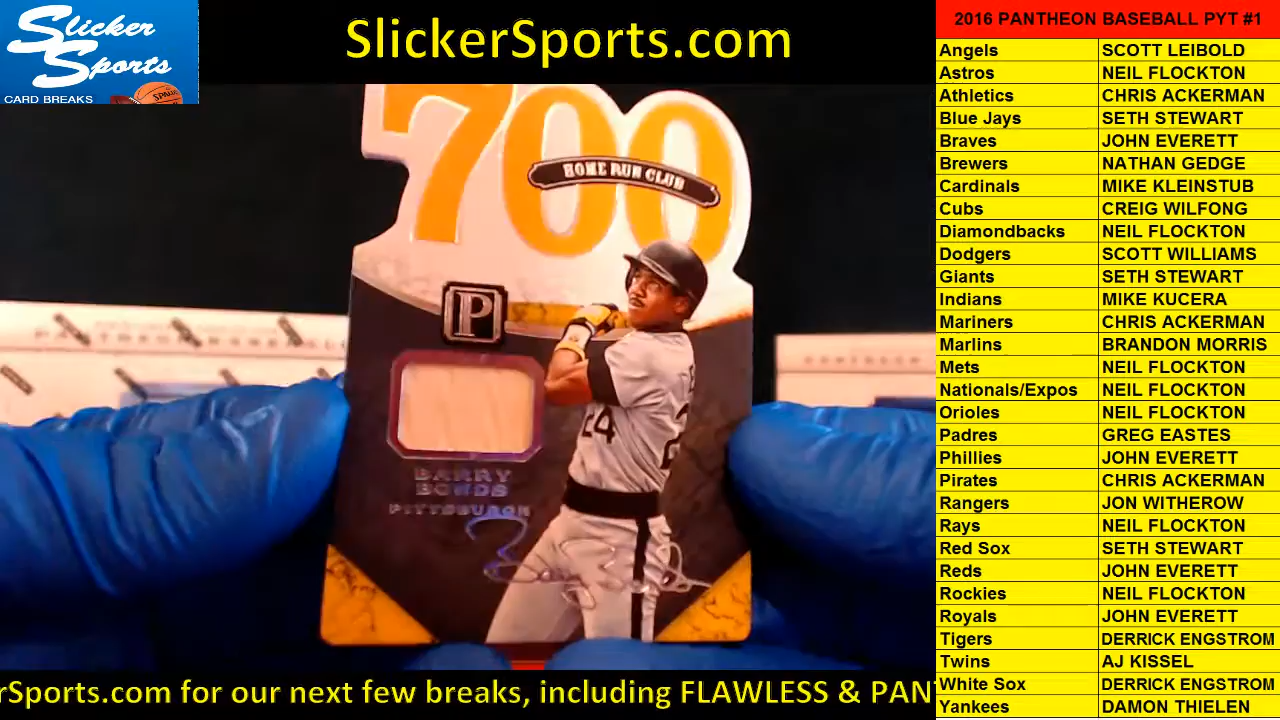 Slicker
Sports
CARD BREAKS
SPALDING
SlickerSports.com
700
HOME RUN CLUB
P
24
BARRY
BONDS
PITTSBURGH
rSports.com for our next few breaks, including FLAWLESS & PAN
2016 PANTHEON BASEBALL PYT #1
Angels SCOTT LEIBOLD
Astros NEIL FLOCKTON
Athletics CHRIS ACKERMAN
Blue Jays SETH STEWART
Braves JOHN EVERETT
Brewers NATHAN GEDGE
Cardinals MIKE KLEINSTUB
Cubs CREIG WILFONG
Diamondbacks NEIL FLOCKTON
Dodgers SCOTT WILLIAMS
Giants SETH STEWART
Indians MIKE KUCERA
Mariners CHRIS ACKERMAN
Marlins BRANDON MORRIS
Mets NEIL FLOCKTON
Nationals/Expos NEIL FLOCKTON
Orioles NEIL FLOCKTON
Padres GREG EASTES
Phillies JOHN EVERETT
Pirates CHRIS ACKERMAN
Rangers JON WITHEROW
Rays NEIL FLOCKTON
Red Sox SETH STEWART
Reds JOHN EVERETT
Rockies NEIL FLOCKTON
Royals JOHN EVERETT
Tigers DERRICK ENGSTROM
Twins AJ KISSEL
White Sox DERRICK ENGSTROM
Yankees DAMON THIELEN